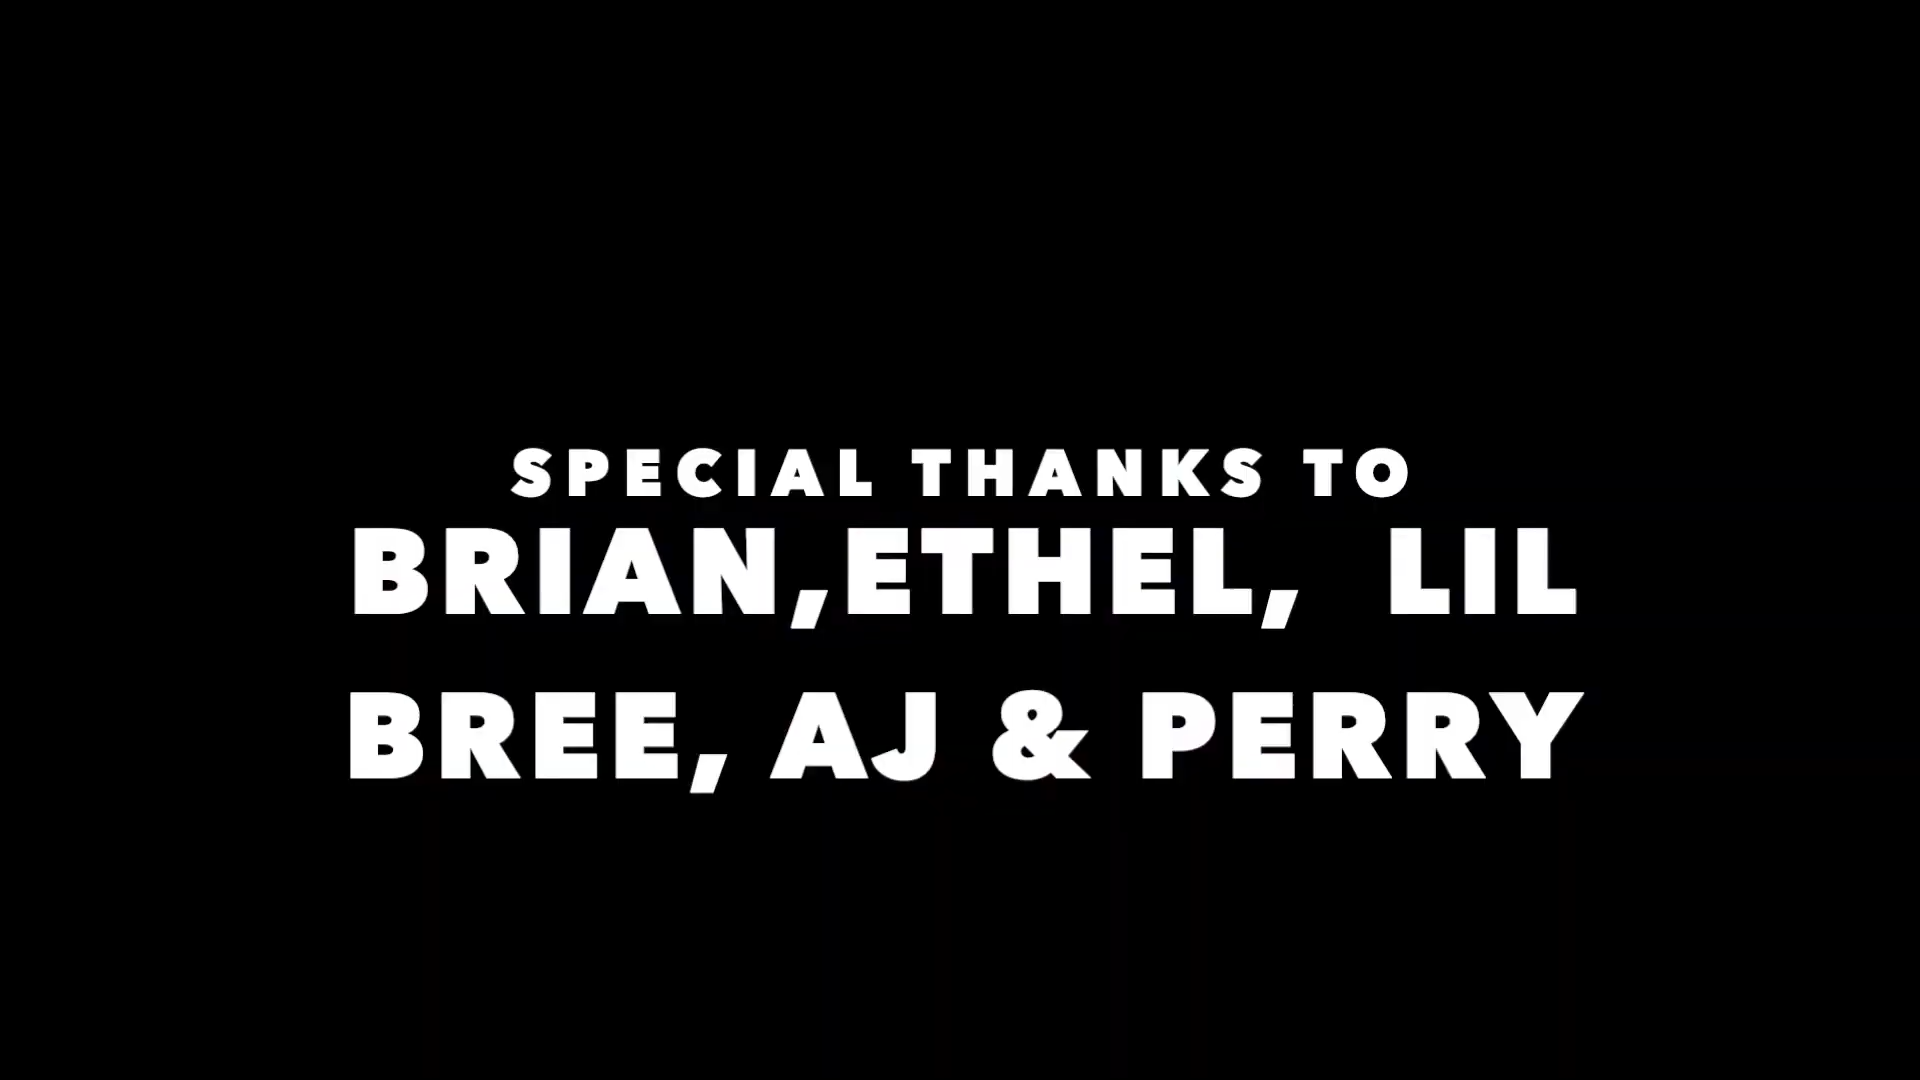 SPECIAL THANKS TO
BRIAN,ETHEL, LIL
BREE, AJ & PERRY